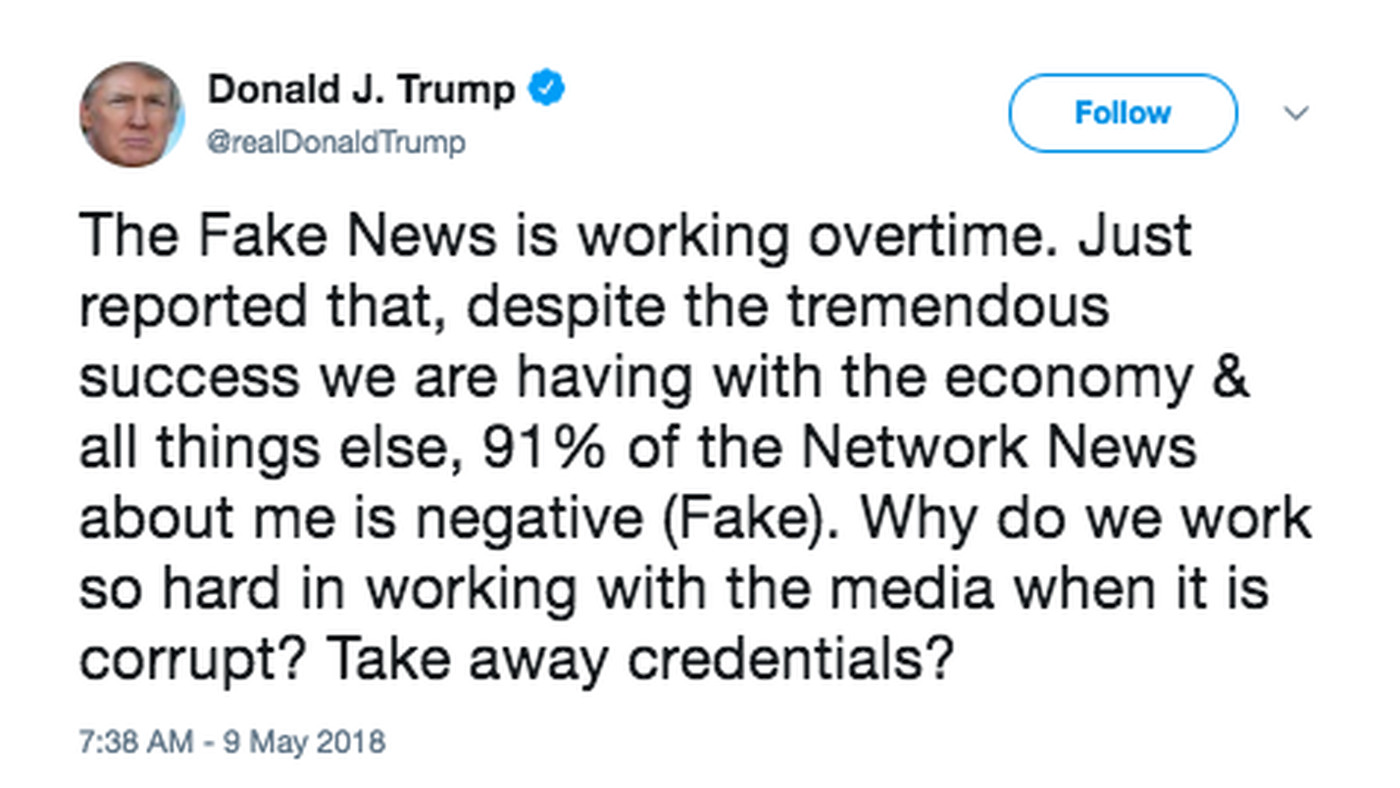 Donald J. Trump
Follow
@realDonaldTrump
The Fake News is working overtime. Just
reported that, despite the tremendous
success we are having with the economy &
all things else, 91% of the Network News
about me is negative (Fake). Why do we work
so hard in working with the media when it is
corrupt? Take away credentials?
7:38 AM - 9 May 2018